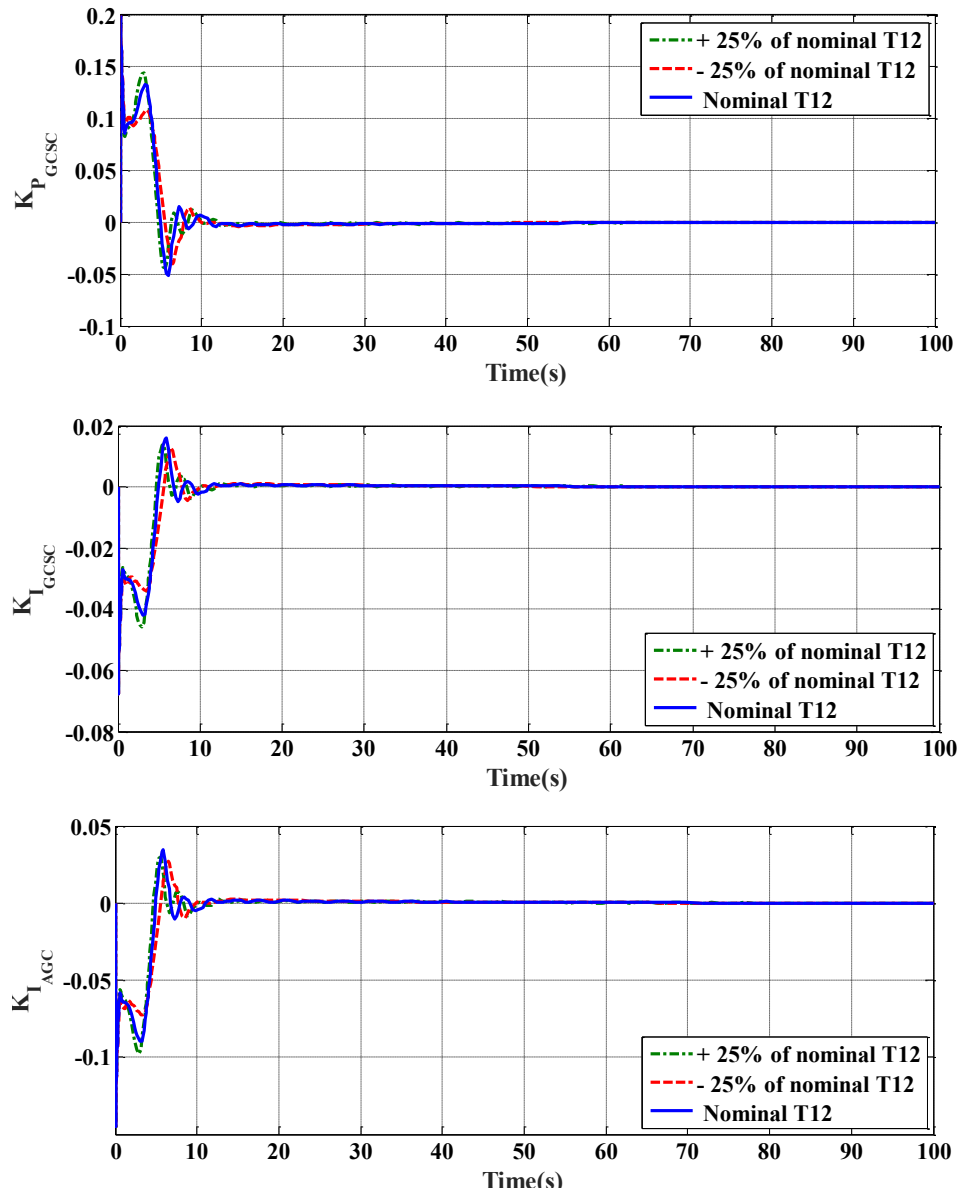 0.2
0.15
0.1
0.05
0
-0.05
-0.1
K_P_GCSC
+ 25% of nominal T12
- 25% of nominal T12
Nominal T12
0 10 20 30 40 50 60 70 80 90 100
Time(s)
0.02
0
-0.02
-0.04
-0.06
-0.08
K_I_GCSC
+ 25% of nominal T12
- 25% of nominal T12
Nominal T12
0 10 20 30 40 50 60 70 80 90 100
Time(s)
0.05
0
-0.05
-0.1
K_I_AGC
+ 25% of nominal T12
- 25% of nominal T12
Nominal T12
0 10 20 30 40 50 60 70 80 90 100
Time(s)